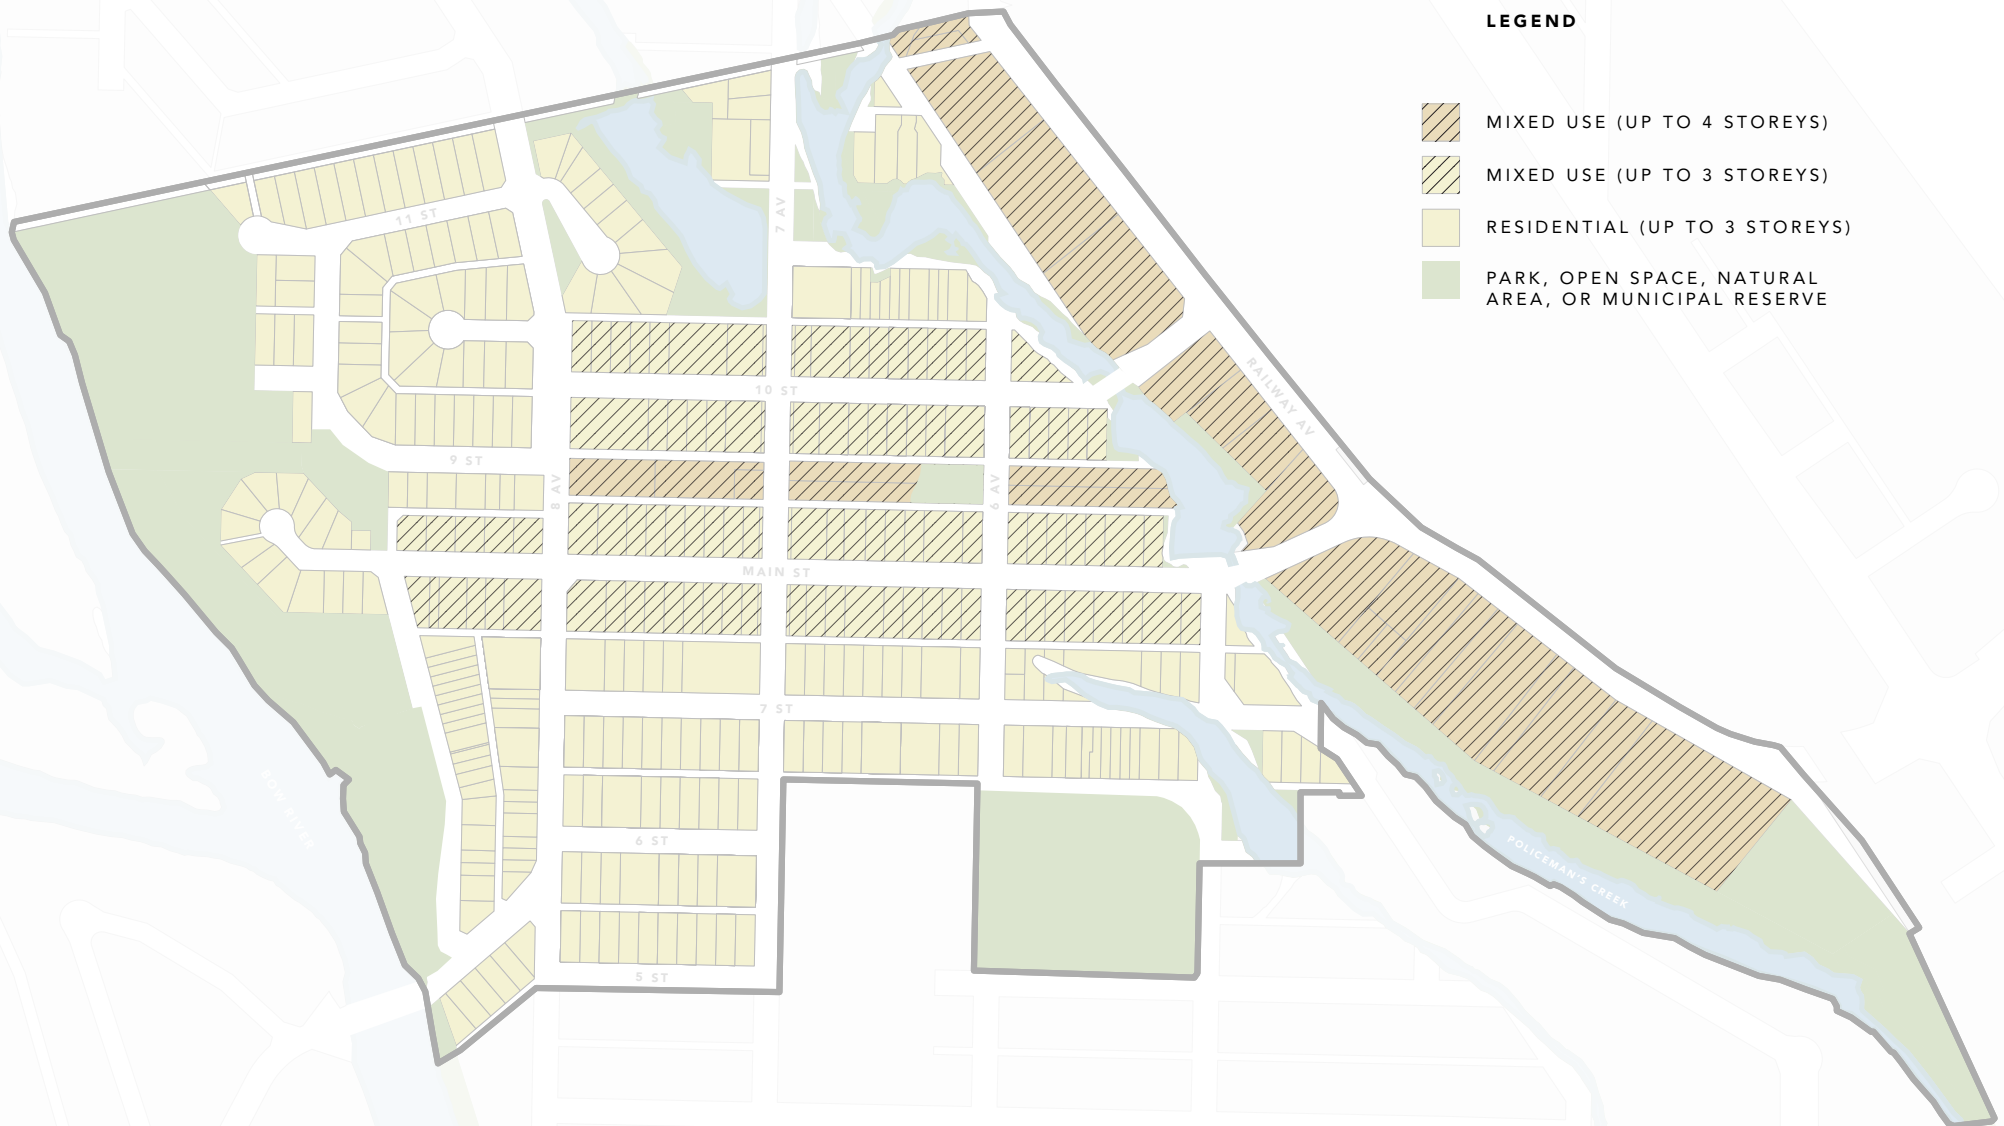 LEGEND
MIXED USE (UP TO 4 STOREYS)
MIXED USE (UP TO 3 STOREYS)
RESIDENTIAL (UP TO 3 STOREYS)
PARK, OPEN SPACE, NATURAL
AREA, OR MUNICIPAL RESERVE
11 ST
7 AV
10 ST
RAILWAY AV
9 ST
8 AV
6 AV
MAIN ST
7 ST
BOW RIVER
6 ST
POLICEMAN'S CREEK
5 ST